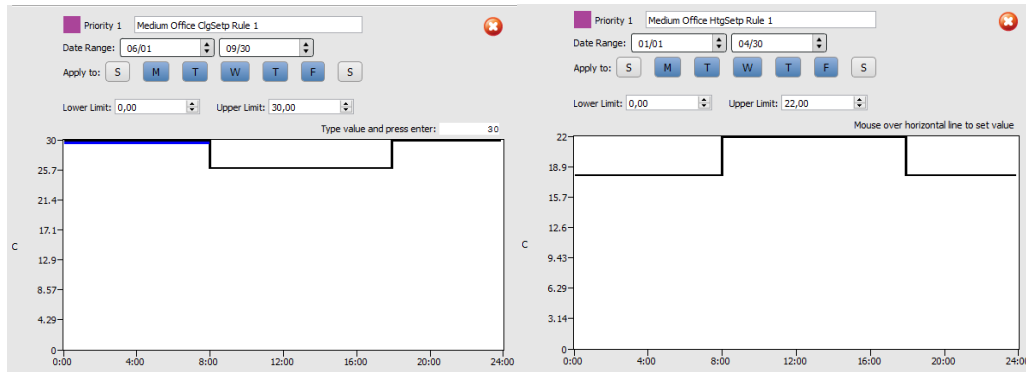 Priority 1 Medium Office ClgSetp Rule 1
Date Range: 06/01 09/30
Apply to: S M T W T F S
Lower Limit: 0,00 Upper Limit: 30,00
Type value and press enter: 30
30
25.7
21.4
17.1
C
12.9
8.57
4.29
0
0:00 4:00 8:00 12:00 16:00 20:00 24:00
Priority 1 Medium Office HtgSetp Rule 1
Date Range: 01/01 04/30
Apply to: S M T W T F S
Lower Limit: 0,00 Upper Limit: 22,00
Mouse over horizontal line to set value
22
18.9
15.7
12.6
C
9.43
6.29
3.14
0
0:00 4:00 8:00 12:00 16:00 20:00 24:00